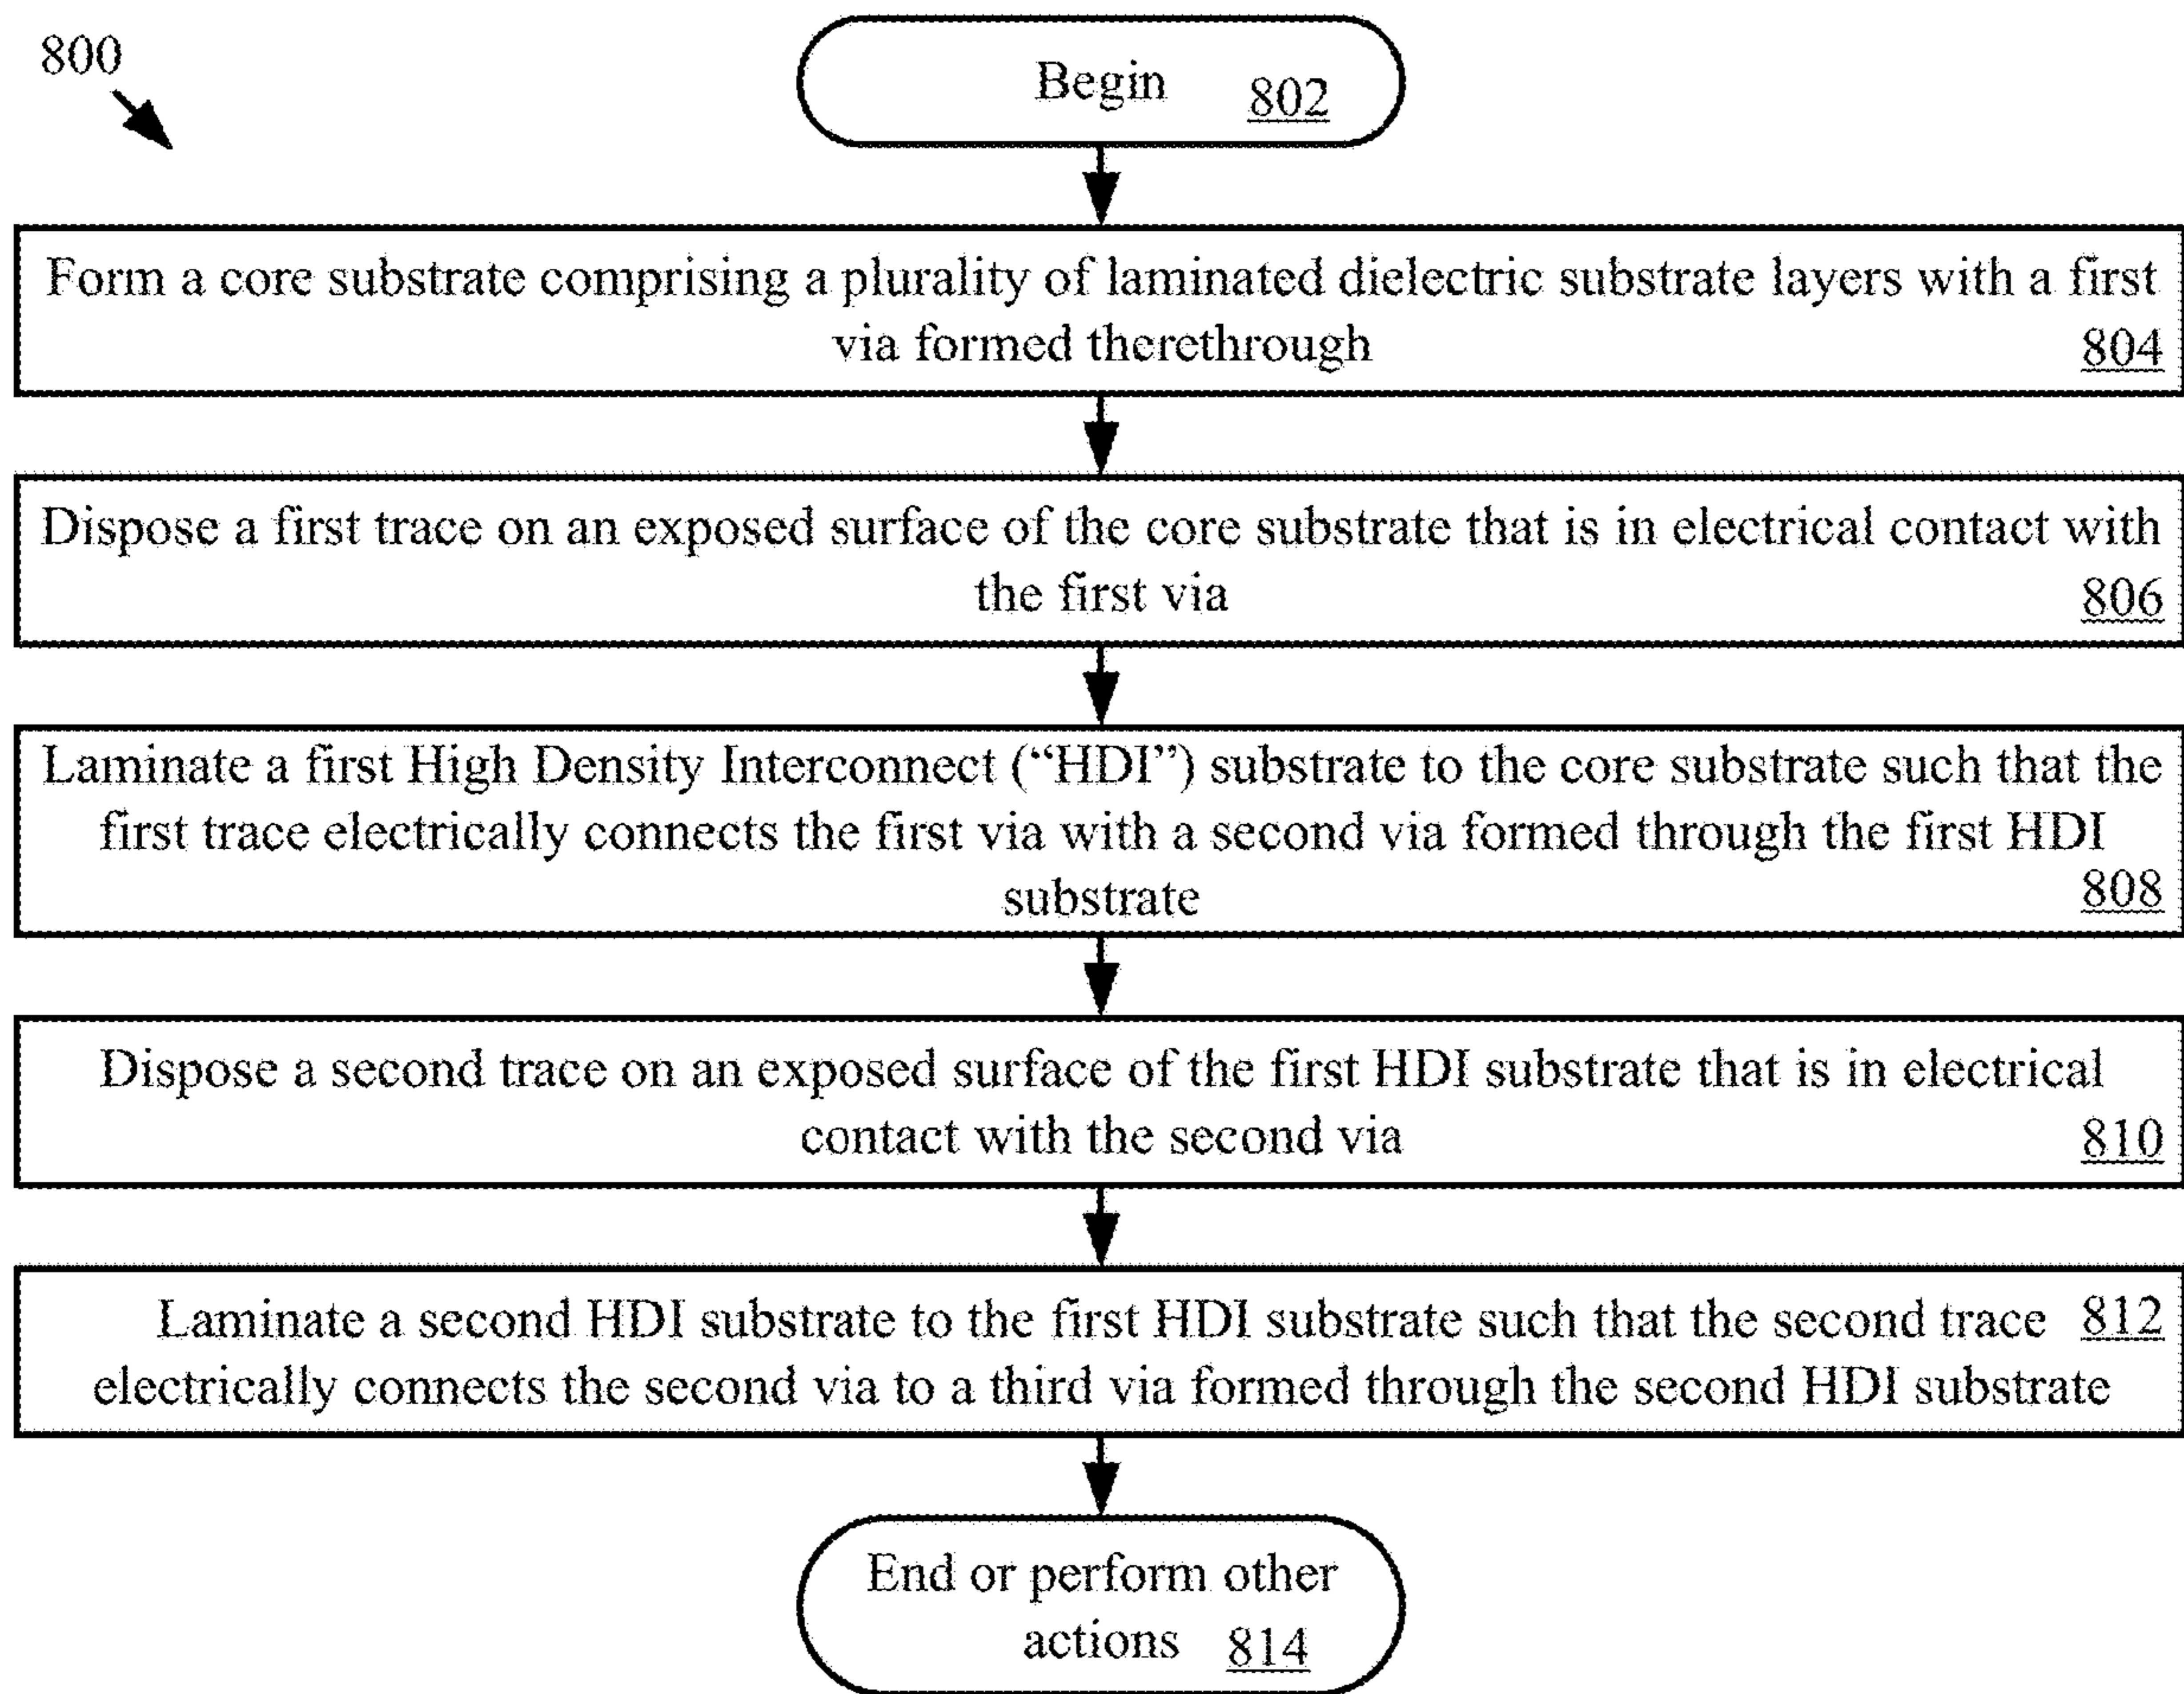 800
Begin 802
Form a core substrate comprising a plurality of laminated dielectric substrate layers with a first
via formed therethrough 804
Dispose a first trace on an exposed surface of the core substrate that is in electrical contact with
the first via 806
Laminate a first High Density Interconnect (“HDI”) substrate to the core substrate such that the
first trace electrically connects the first via with a second via formed through the first HDI
substrate 808
Dispose a second trace on an exposed surface of the first HDI substrate that is in electrical
contact with the second via 810
Laminate a second HDI substrate to the first HDI substrate such that the second trace 812
electrically connects the second via to a third via formed through the second HDI substrate
End or perform other
actions 814